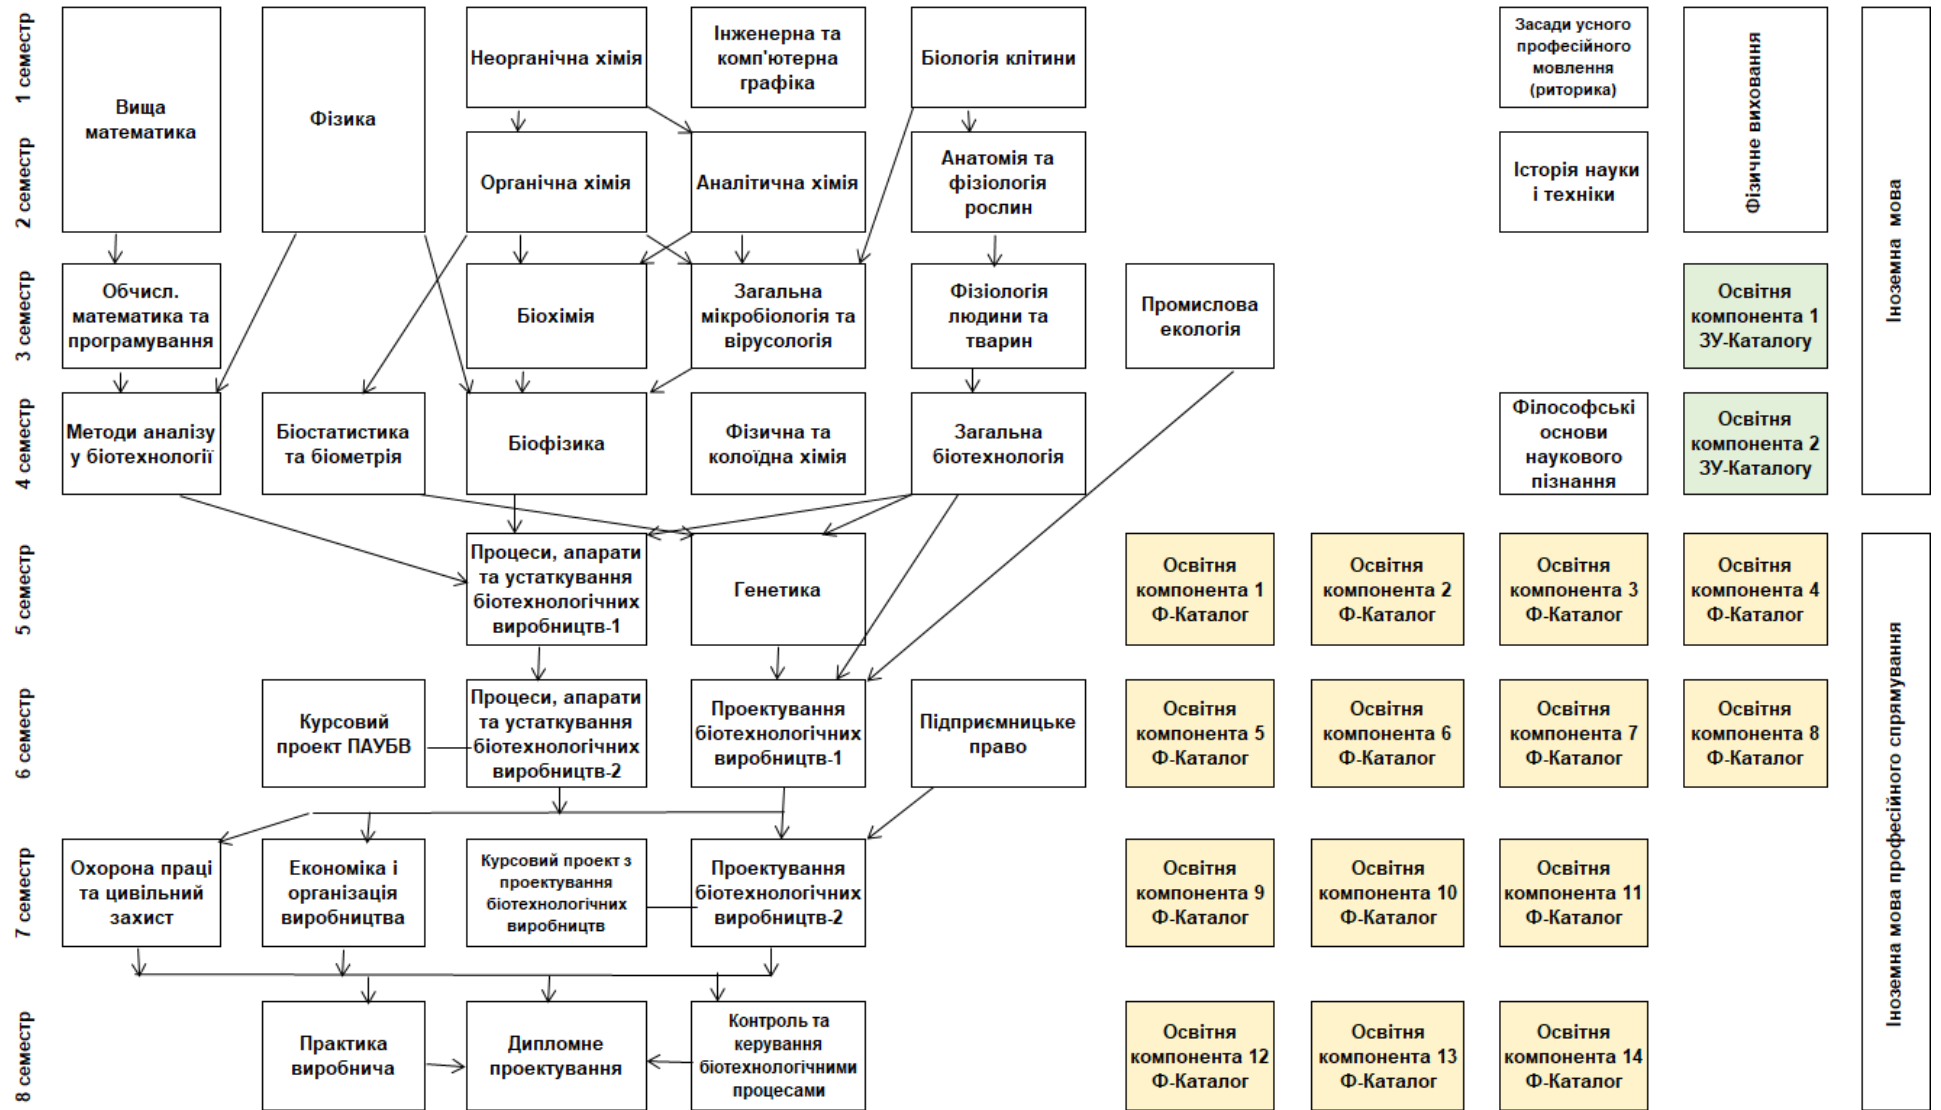 1 семестр
Вища
математика
Фізика
Неорганічна хімія
Інженерна та
комп'ютерна
графіка
Біологія клітини
Засади усного
професійного
мовлення
(риторика)
Фізичне виховання
Іноземна мова
2 семестр
Органічна хімія
Аналітична хімія
Анатомія та
фізіологія
рослин
Історія науки
і техніки
3 семестр
Обчисл.
математика та
програмування
Біохімія
Загальна
мікробіологія та
вірусологія
Фізіологія
людини та
тварин
Промислова
екологія
Освітня
компонента 1
ЗУ-Каталогу
4 семестр
Методи аналізу
у біотехнології
Біостатистика
та біометрія
Біофізика
Фізична та
колоїдна хімія
Загальна
біотехнологія
Філософські
основи
наукового
пізнання
Освітня
компонента 2
ЗУ-Каталогу
5 семестр
Процеси, апарати
та устаткування
біотехнологічних
виробництв-1
Генетика
Освітня
компонента 1
Ф-Каталог
Освітня
компонента 2
Ф-Каталог
Освітня
компонента 3
Ф-Каталог
Освітня
компонента 4
Ф-Каталог
Іноземна мова професійного спрямування
6 семестр
Курсовий
проект ПАУБВ
Процеси, апарати
та устаткування
біотехнологічних
виробництв-2
Проектування
біотехнологічних
виробництв-1
Підприємницьке
право
Освітня
компонента 5
Ф-Каталог
Освітня
компонента 6
Ф-Каталог
Освітня
компонента 7
Ф-Каталог
Освітня
компонента 8
Ф-Каталог
7 семестр
Охорона праці
та цивільний
захист
Економіка і
організація
виробництва
Курсовий проект з
проектування
біотехнологічних
виробництв
Проектування
біотехнологічних
виробництв-2
Освітня
компонента 9
Ф-Каталог
Освітня
компонента 10
Ф-Каталог
Освітня
компонента 11
Ф-Каталог
8 семестр
Практика
виробнича
Дипломне
проектування
Контроль та
керування
біотехнологічними
процесами
Освітня
компонента 12
Ф-Каталог
Освітня
компонента 13
Ф-Каталог
Освітня
компонента 14
Ф-Каталог